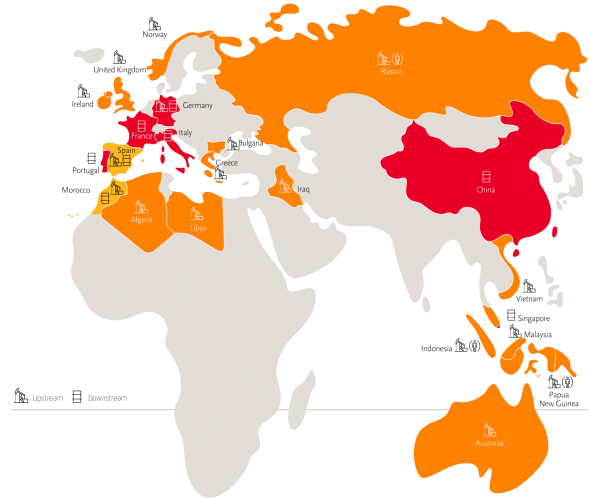 Norway
United Kingdom
Russia
Ireland
Germany
France
Italy
Bulgaria
Spain
Greece
Portugal
Morocco
Iraq
China
Algeria
Libya
Vietnam
Singapore
Malaysia
Indonesia
Papua
New Guinea
Upstream
Downstream
Australia